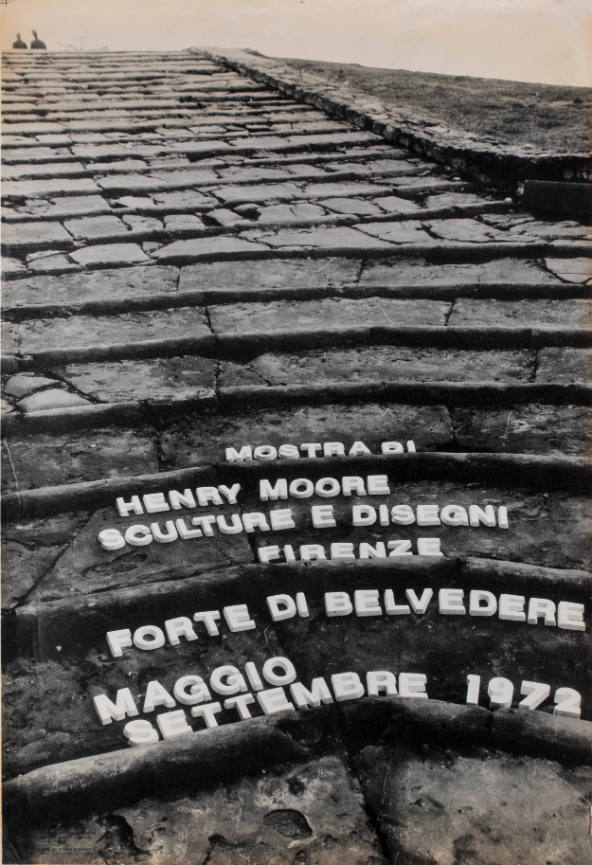 MOSTRA DI
HENRY MOORE
SCULTURE E DISEGNI
FIRENZE
FORTE DI BELVEDERE
MAGGIO
SETTEMBRE 1972